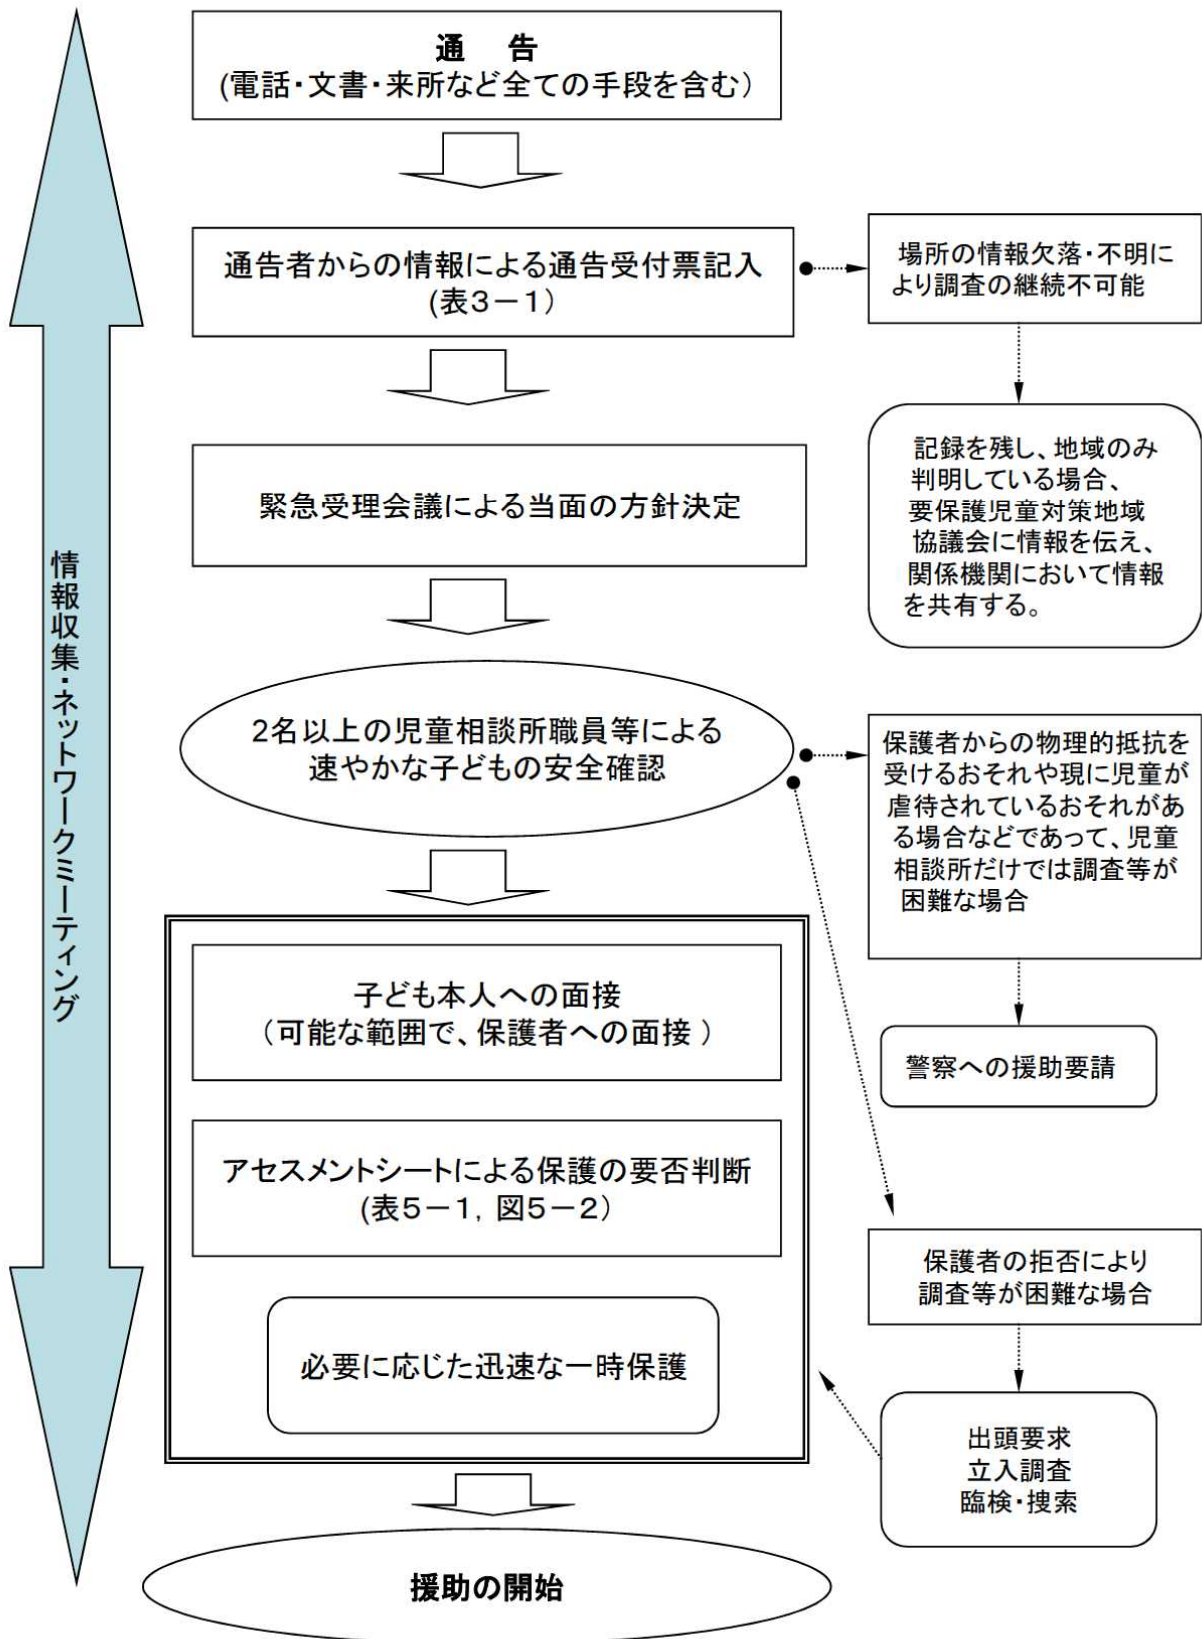 通　告
(電話・文書・来所など全ての手段を含む）
通告者からの情報による通告受付票記入
(表３－１）
場所の情報欠落・不明に
より調査の継続不可能
記録を残し、地域のみ
判明している場合、
要保護児童対策地域
協議会に情報を伝え、
関係機関において情報
を共有する。
緊急受理会議による当面の方針決定
情報収集・ネットワークミーティング
2名以上の児童相談所職員等による
速やかな子どもの安全確認
保護者からの物理的抵抗を
受けるおそれや現に児童が
虐待されているおそれがあ
る場合などであって、児童
相談所だけでは調査等が
困難な場合
警察への援助要請
子ども本人への面接
（可能な範囲で、保護者への面接 ）
アセスメントシートによる保護の要否判断
(表５－１，図５－２）
必要に応じた迅速な一時保護
保護者の拒否により
調査等が困難な場合
出頭要求
立入調査
臨検・捜索
援助の開始